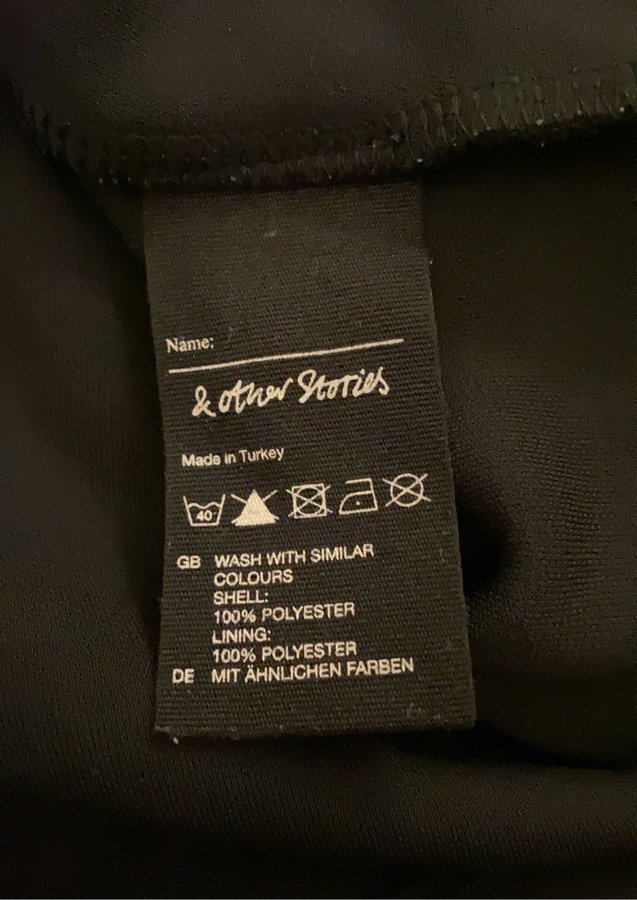 Name:
& other Stories
Made in Turkey
40
GB WASH WITH SIMILAR
COLOURS
SHELL:
100% POLYESTER
LINING:
100% POLYESTER
DE MIT ÄHNLICHEN FARBEN